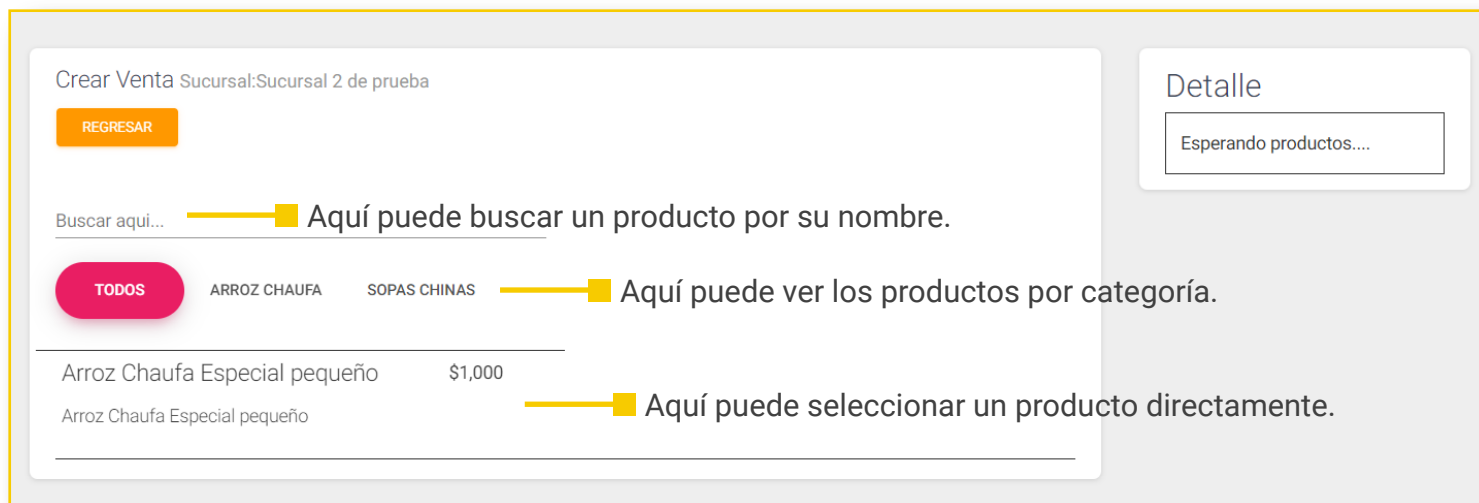 Crear Venta Sucursal:Sucursal 2 de prueba
REGRESAR
Buscar aqui...
Aquí puede buscar un producto por su nombre.
TODOS ARROZ CHAUFA SOPAS CHINAS
Aquí puede ver los productos por categoría.
Arroz Chaufa Especial pequeño $1,000
Arroz Chaufa Especial pequeño
Aquí puede seleccionar un producto directamente.
Detalle
Esperando productos....